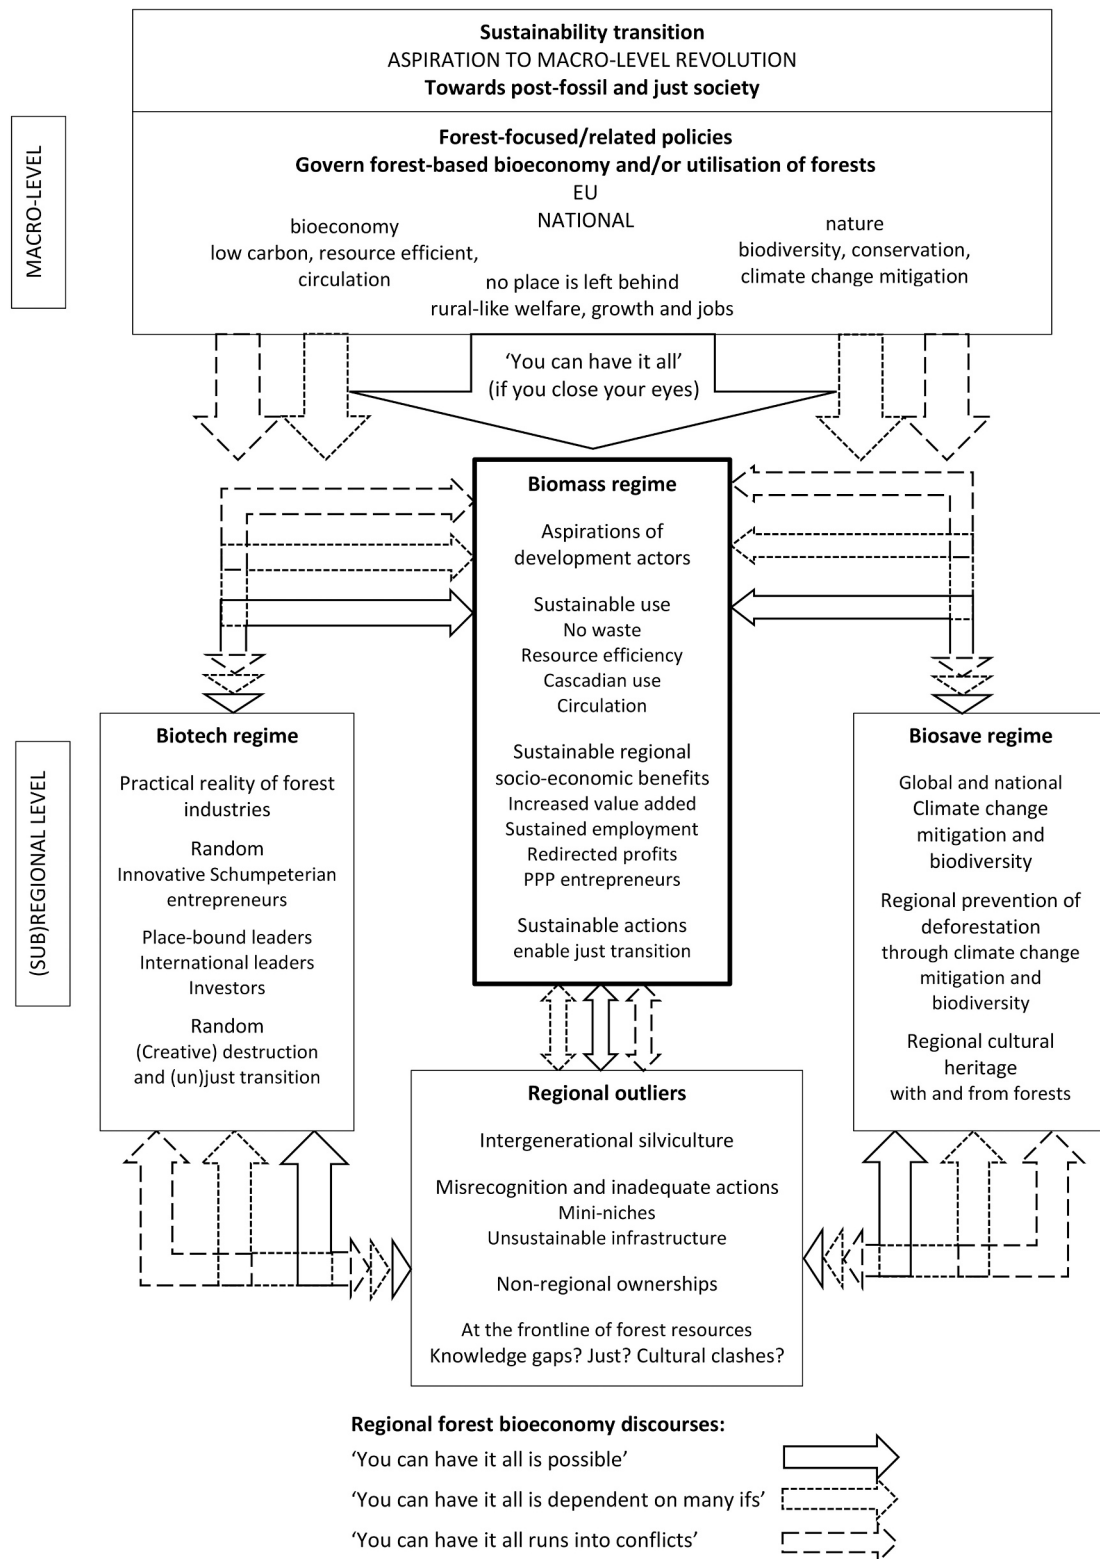 Sustainability transition
ASPIRATION TO MACRO-LEVEL REVOLUTION
Towards post-fossil and just society
MACRO-LEVEL
Forest-focused/related policies
Govern forest-based bioeconomy and/or utilisation of forests
EU
NATIONAL
bioeconomy
low carbon, resource efficient,
circulation
no place is left behind
rural-like welfare, growth and jobs
nature
biodiversity, conservation,
climate change mitigation
‘You can have it all’
(if you close your eyes)
(SUB)REGIONAL LEVEL
Biomass regime
Aspirations of
development actors
Sustainable use
No waste
Resource efficiency
Cascadian use
Circulation
Sustainable regional
socio-economic benefits
Increased value added
Sustained employment
Redirected profits
PPP entrepreneurs
Sustainable actions
enable just transition
Biotech regime
Practical reality of forest
industries
Random
Innovative Schumpeterian
entrepreneurs
Place-bound leaders
International leaders
Investors
Random
(Creative) destruction
and (un)just transition
Biosave regime
Global and national
Climate change
mitigation and
biodiversity
Regional prevention of
deforestation
through climate change
mitigation and
biodiversity
Regional cultural
heritage
with and from forests
Regional outliers
Intergenerational silviculture
Misrecognition and inadequate actions
Mini-niches
Unsustainable infrastructure
Non-regional ownerships
At the frontline of forest resources
Knowledge gaps? Just? Cultural clashes?
Regional forest bioeconomy discourses:
‘You can have it all is possible’
‘You can have it all is dependent on many ifs’
‘You can have it all runs into conflicts’